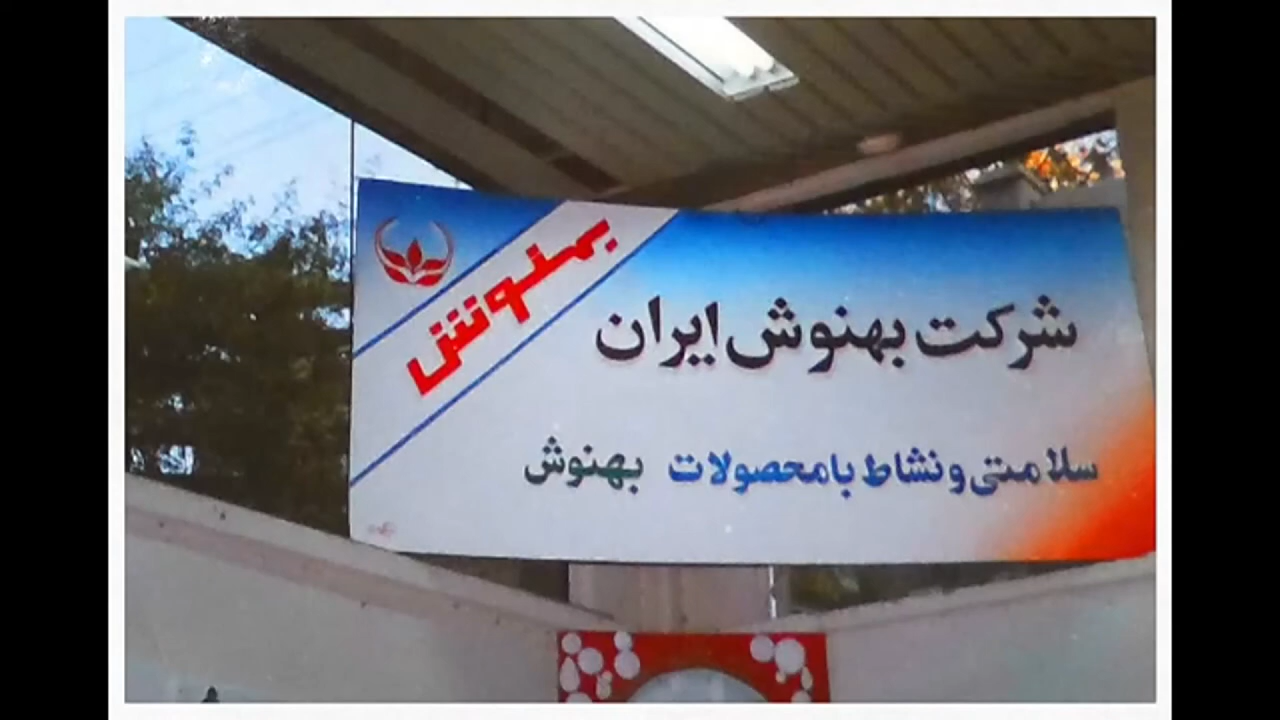 بهنوش
شرکت بهنوش ایران
سلامتی و نشاط با محصولات بهنوش